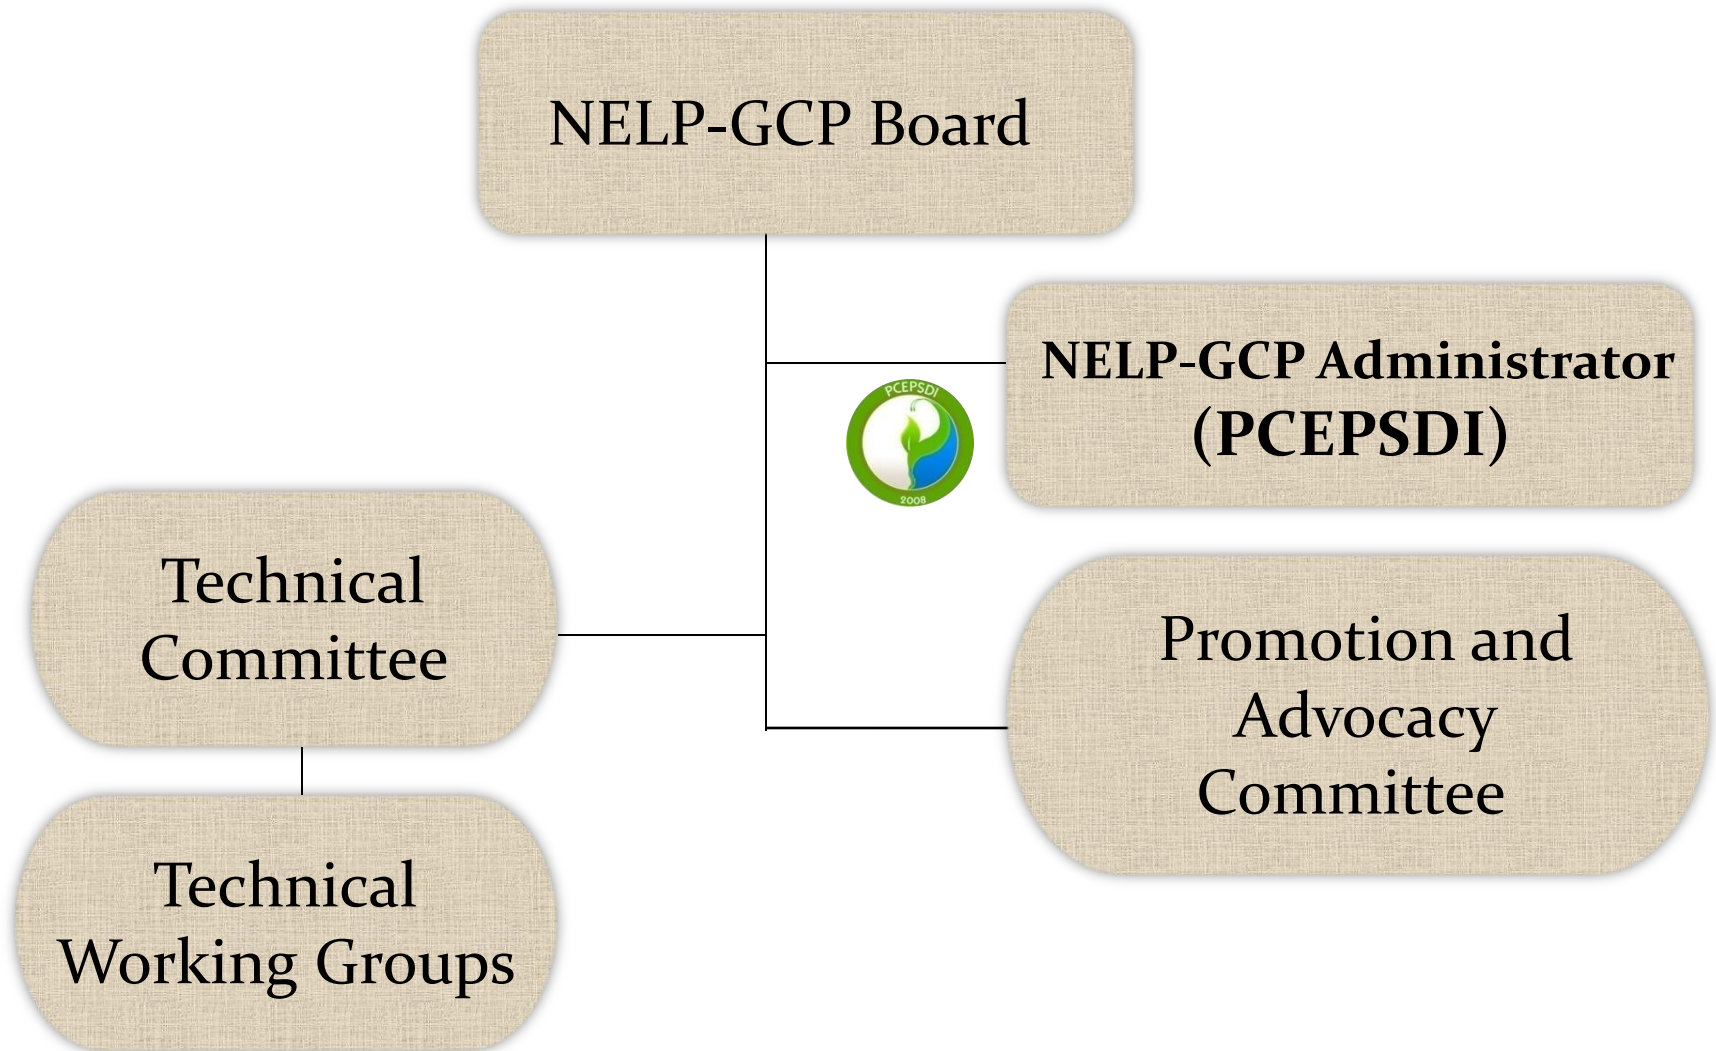 NELP-GCP Board
NELP-GCP Administrator
(PCEPSDI)
PCEPSDI
2008
Technical
Committee
Promotion and
Advocacy
Committee
Technical
Working Groups